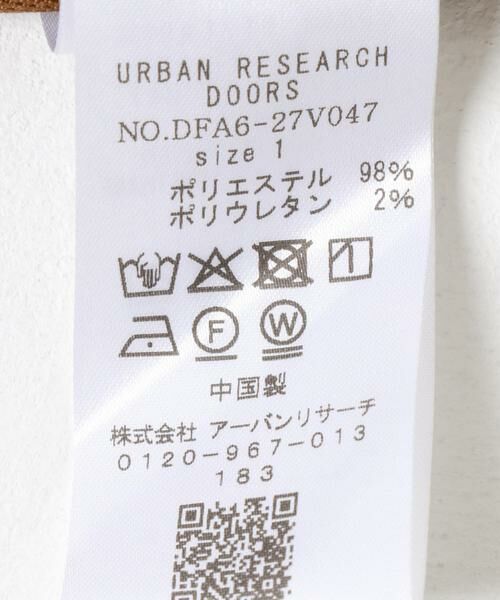 URBAN RESEARCH
DOORS
NO.DFA6-27V047
size 1
ポリエステル 98%
ポリウレタン 2%
F W
中国製
株式会社 アーバンリサーチ
0120-967-013
183